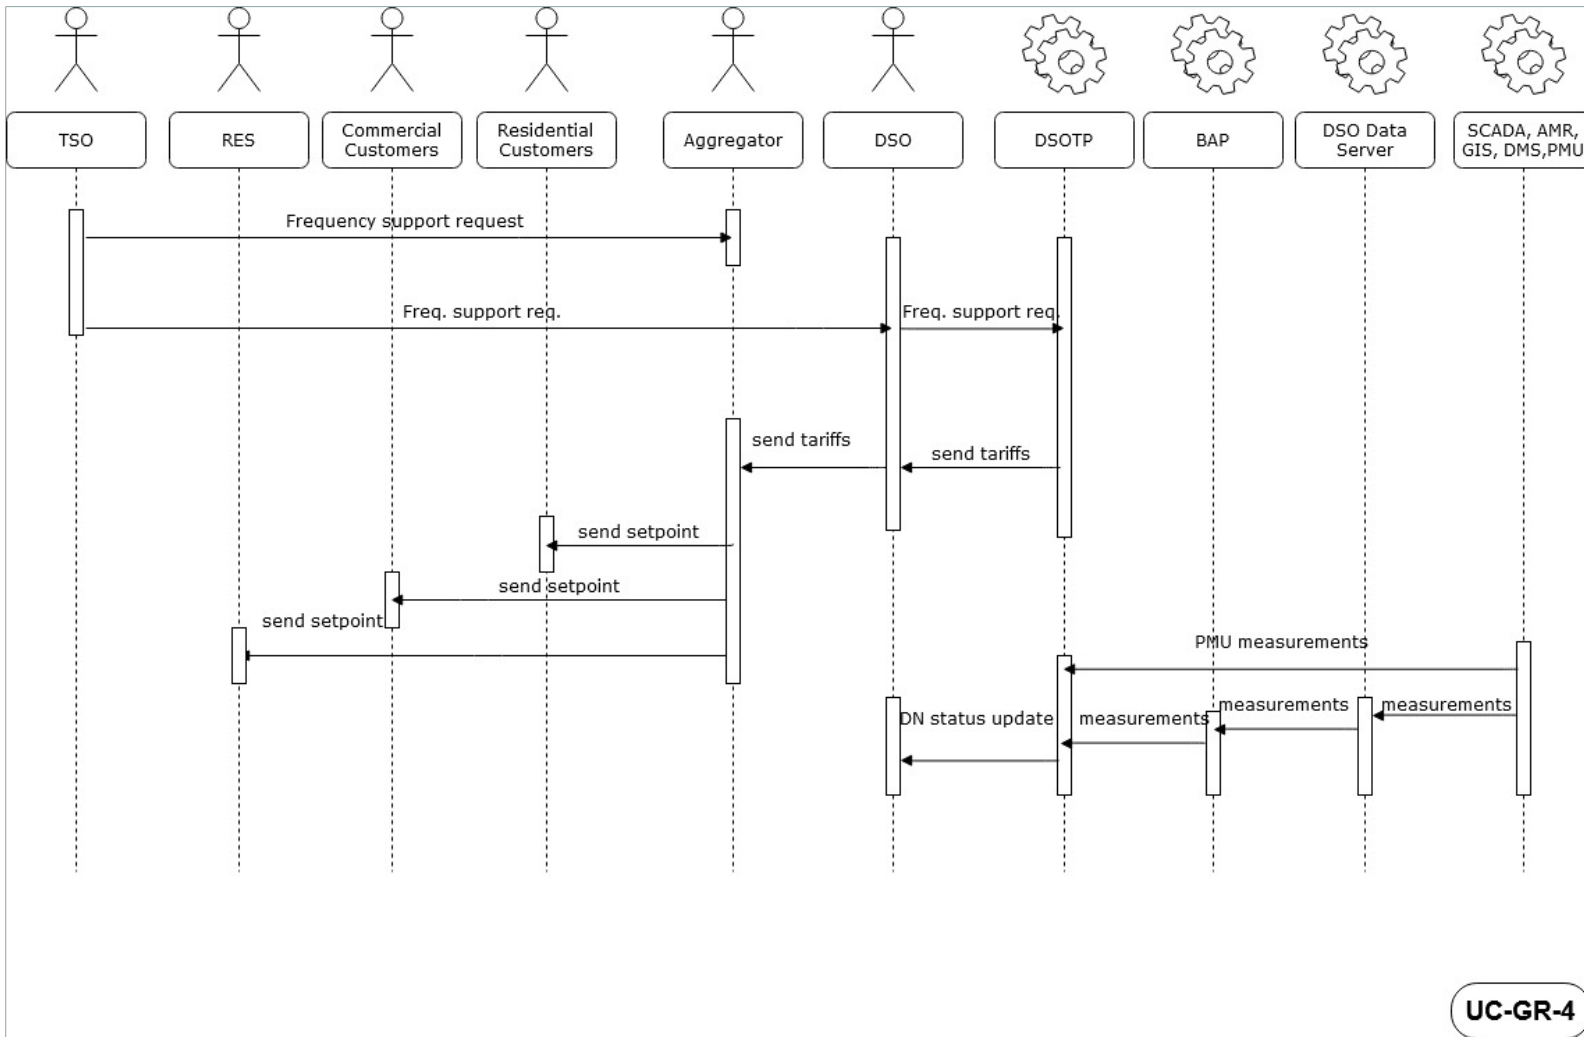 TSO
RES
Commercial
Customers
Residential
Customers
Aggregator
DSO
DSOTP
BAP
DSO Data
Server
SCADA, AMR,
GIS, DMS,PMU
Frequency support request
Freq. support req.
Freq. support req.
send tariffs
send tariffs
send setpoint
send setpoint
send setpoint
PMU measurements
DN status update
measurements
measurements
measurements
UC-GR-4